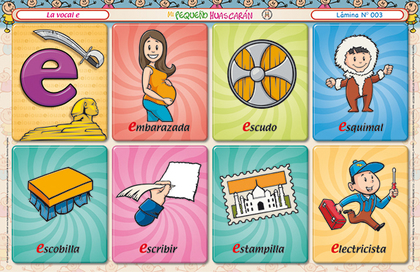 La vocal e
MI PEQUEÑO HUASCARÁN
Lámina N° 003
e
embarazada
escudo
esquimal
escobilla
escribir
estampilla
electricista